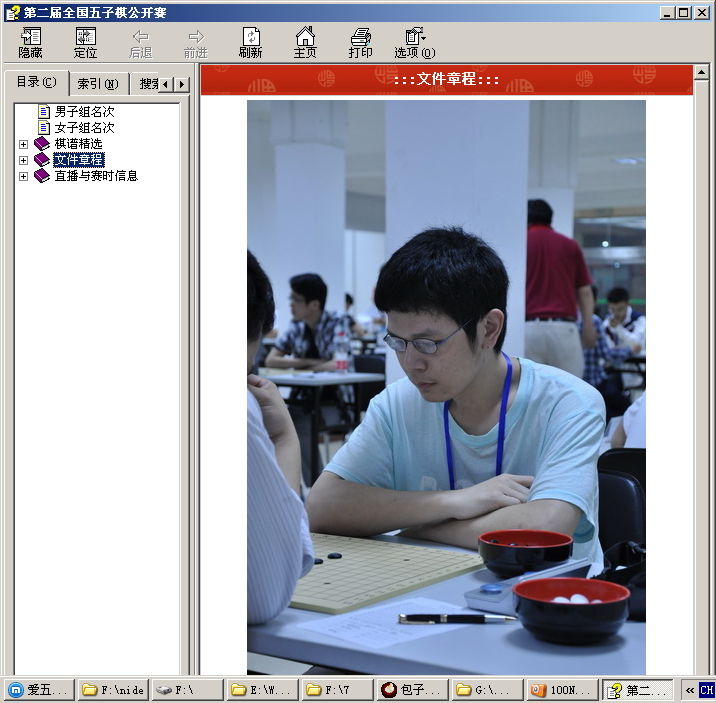 第二届全国五子棋公开赛
隐藏 定位 后退 前进 刷新 主页 打印 选项(O)
目录(C) 索引(N) 搜索
:::文件章程:::
男子组名次
女子组名次
棋谱精选
文件章程
直播与赛时信息
爱五... F:\nide F:\ E:\W... F:\7 包子... G:\... 100N... 第二... « CH